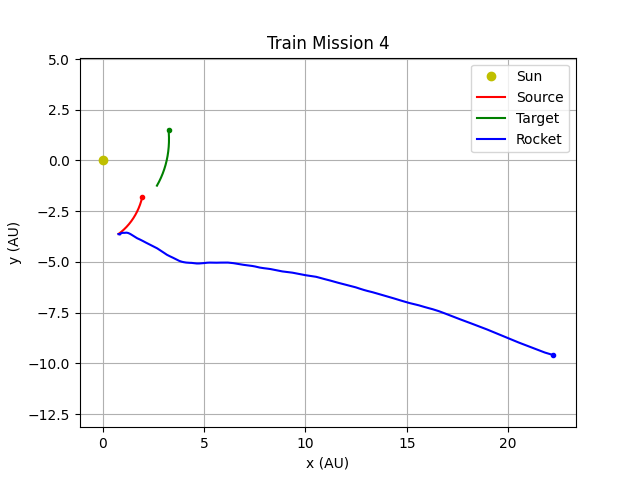 Train Mission 4
Sun
Source
Target
Rocket
y (AU)
5.0
2.5
0.0
−2.5
−5.0
−7.5
−10.0
−12.5
0 5 10 15 20
x (AU)